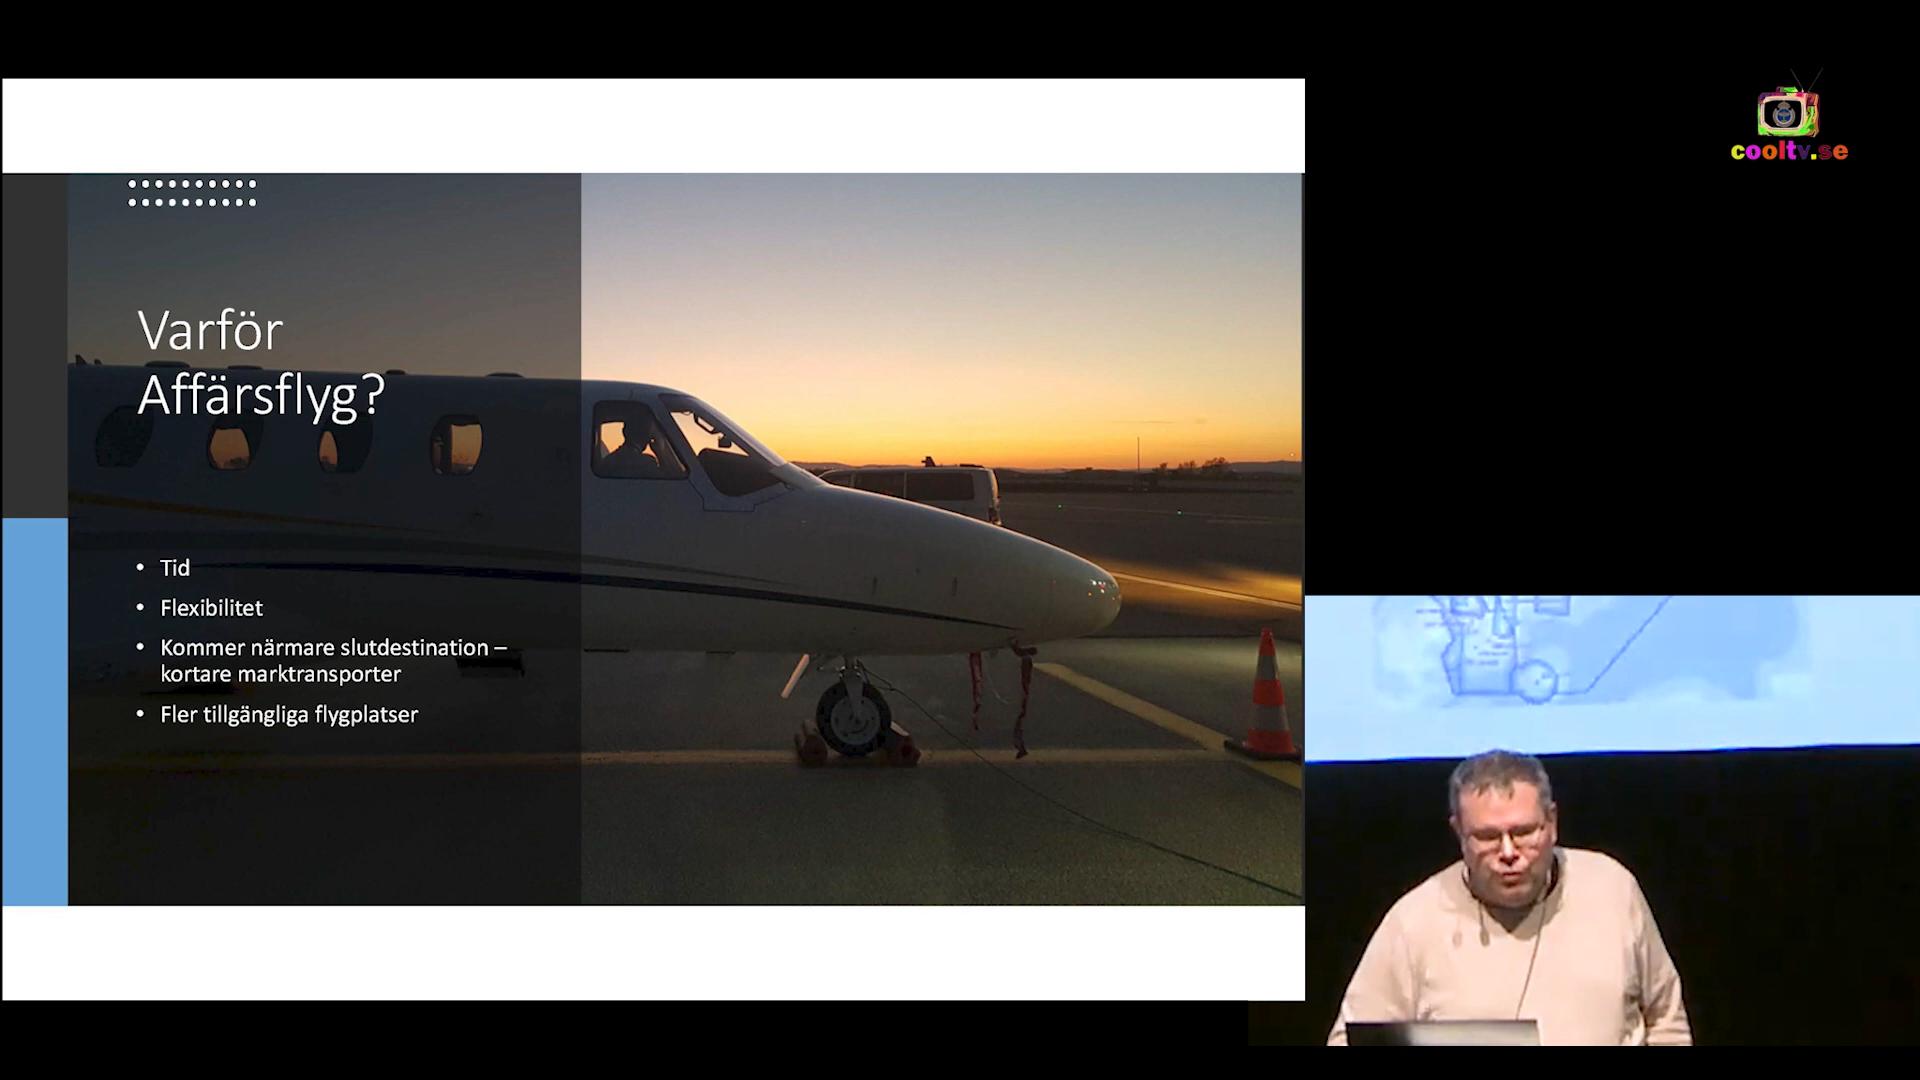 cooltv.se
Varför
Affärsflyg?
• Tid
• Flexibilitet
• Kommer närmare slutdestination –
kortare marktransporter
• Fler tillgängliga flygplatser